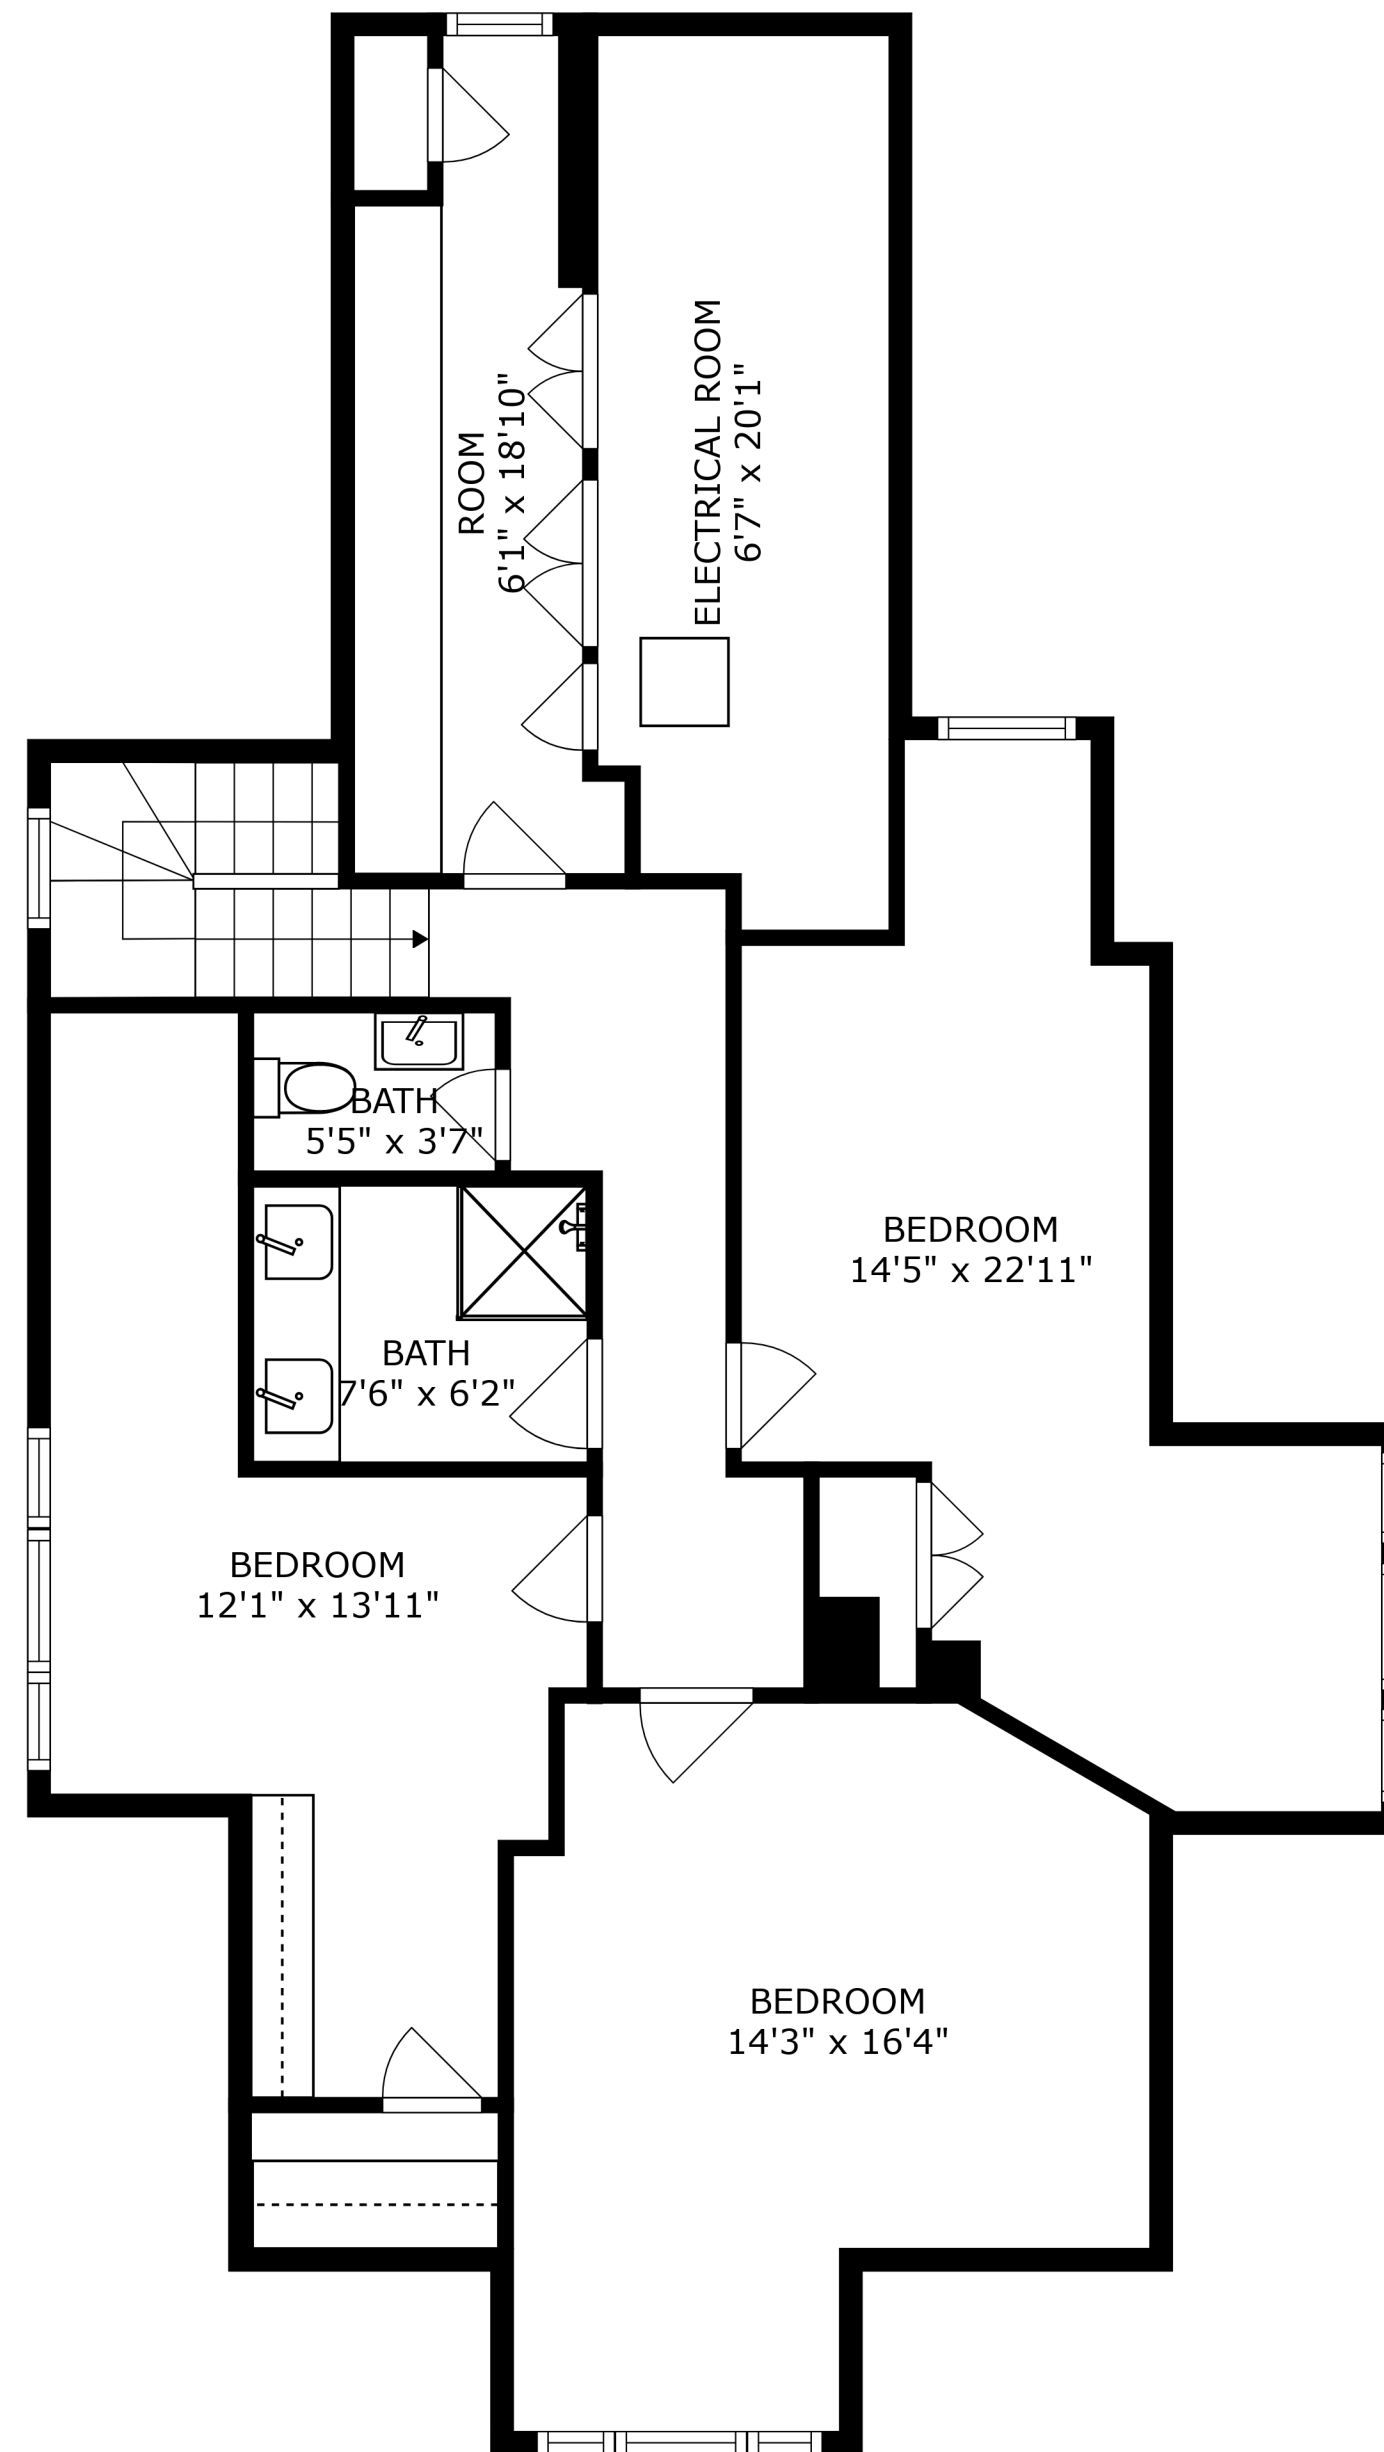 ROOM
6'1" x 18'10"
ELECTRICAL ROOM
6'7" x 20'1"
BATH
5'5" x 3'7"
BEDROOM
14'5" x 22'11"
BATH
7'6" x 6'2"
BEDROOM
12'1" x 13'11"
BEDROOM
14'3" x 16'4"